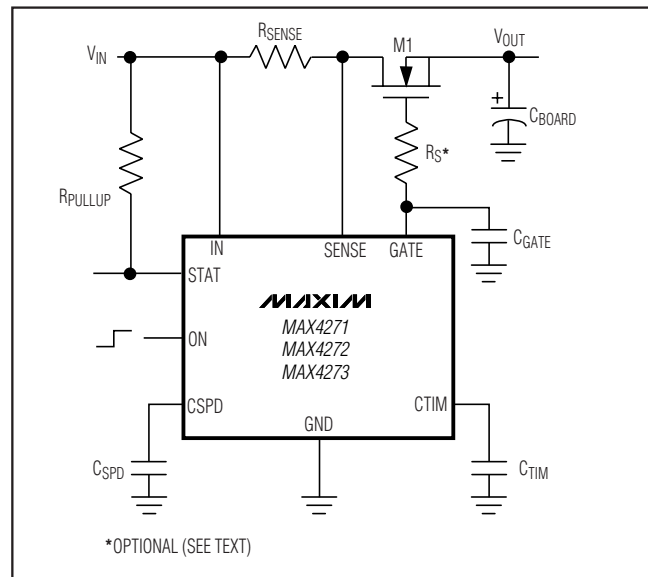 RSENSE
VIN
M1
VOUT
+
CBOARD
RS*
RPULLUP
CGATE
IN
SENSE
GATE
STAT
MAXIM
MAX4271
MAX4272
MAX4273
ON
CSPD
CTIM
GND
CSPD
CTIM
*OPTIONAL (SEE TEXT)